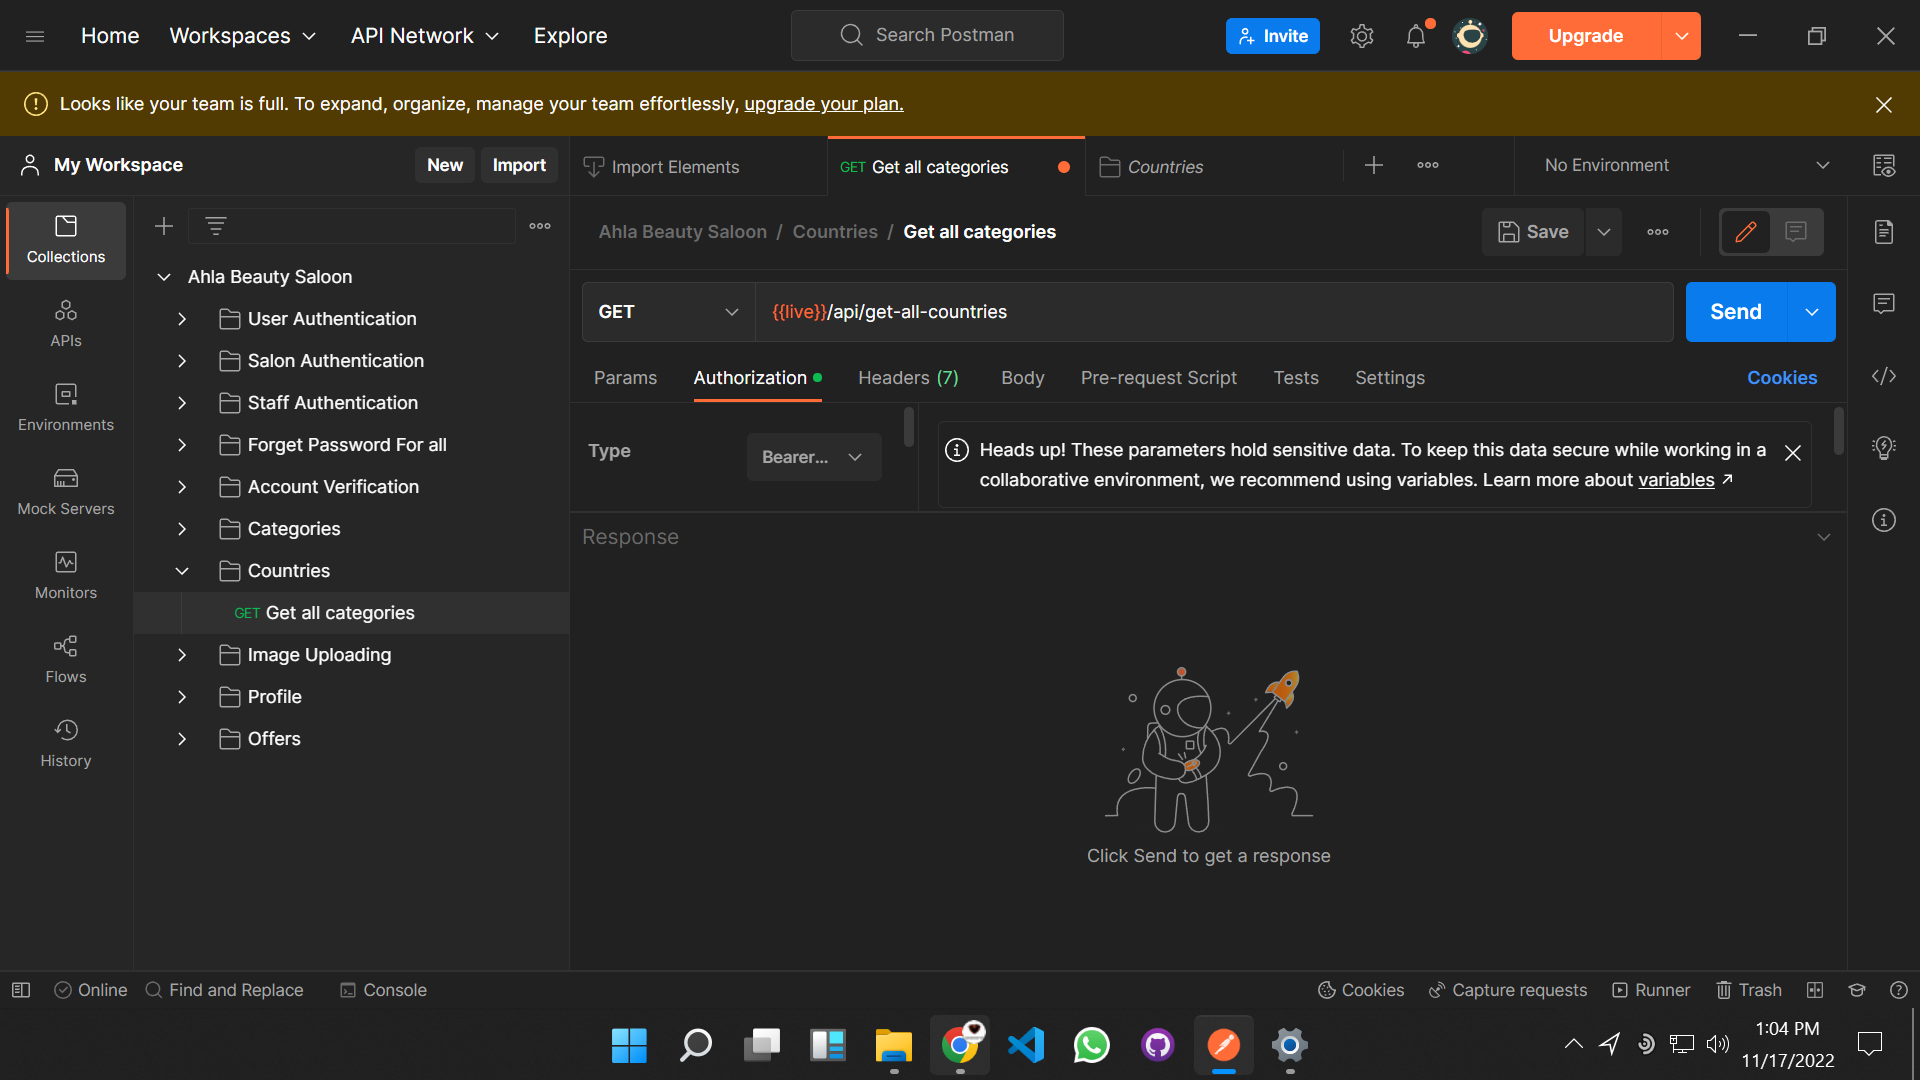 Home
Workspaces
API Network
Explore
Search Postman
Invite
Upgrade
Looks like your team is full. To expand, organize, manage your team effortlessly, upgrade your plan.
My Workspace
New
Import
Import Elements
GET Get all categories
Countries
No Environment
Collections
APIs
Environments
Mock Servers
Monitors
Flows
History
Ahla Beauty Saloon
User Authentication
Salon Authentication
Staff Authentication
Forget Password For all
Account Verification
Categories
Countries
GET Get all categories
Image Uploading
Profile
Offers
Ahla Beauty Saloon / Countries / Get all categories
Save
GET
{{live}}/api/get-all-countries
Send
Params
Authorization
Headers (7)
Body
Pre-request Script
Tests
Settings
Cookies
Type
Bearer...
Heads up! These parameters hold sensitive data. To keep this data secure while working in a
collaborative environment, we recommend using variables. Learn more about variables ↗
Response
Click Send to get a response
Online
Find and Replace
Console
Cookies
Capture requests
Runner
Trash
1:04 PM
11/17/2022